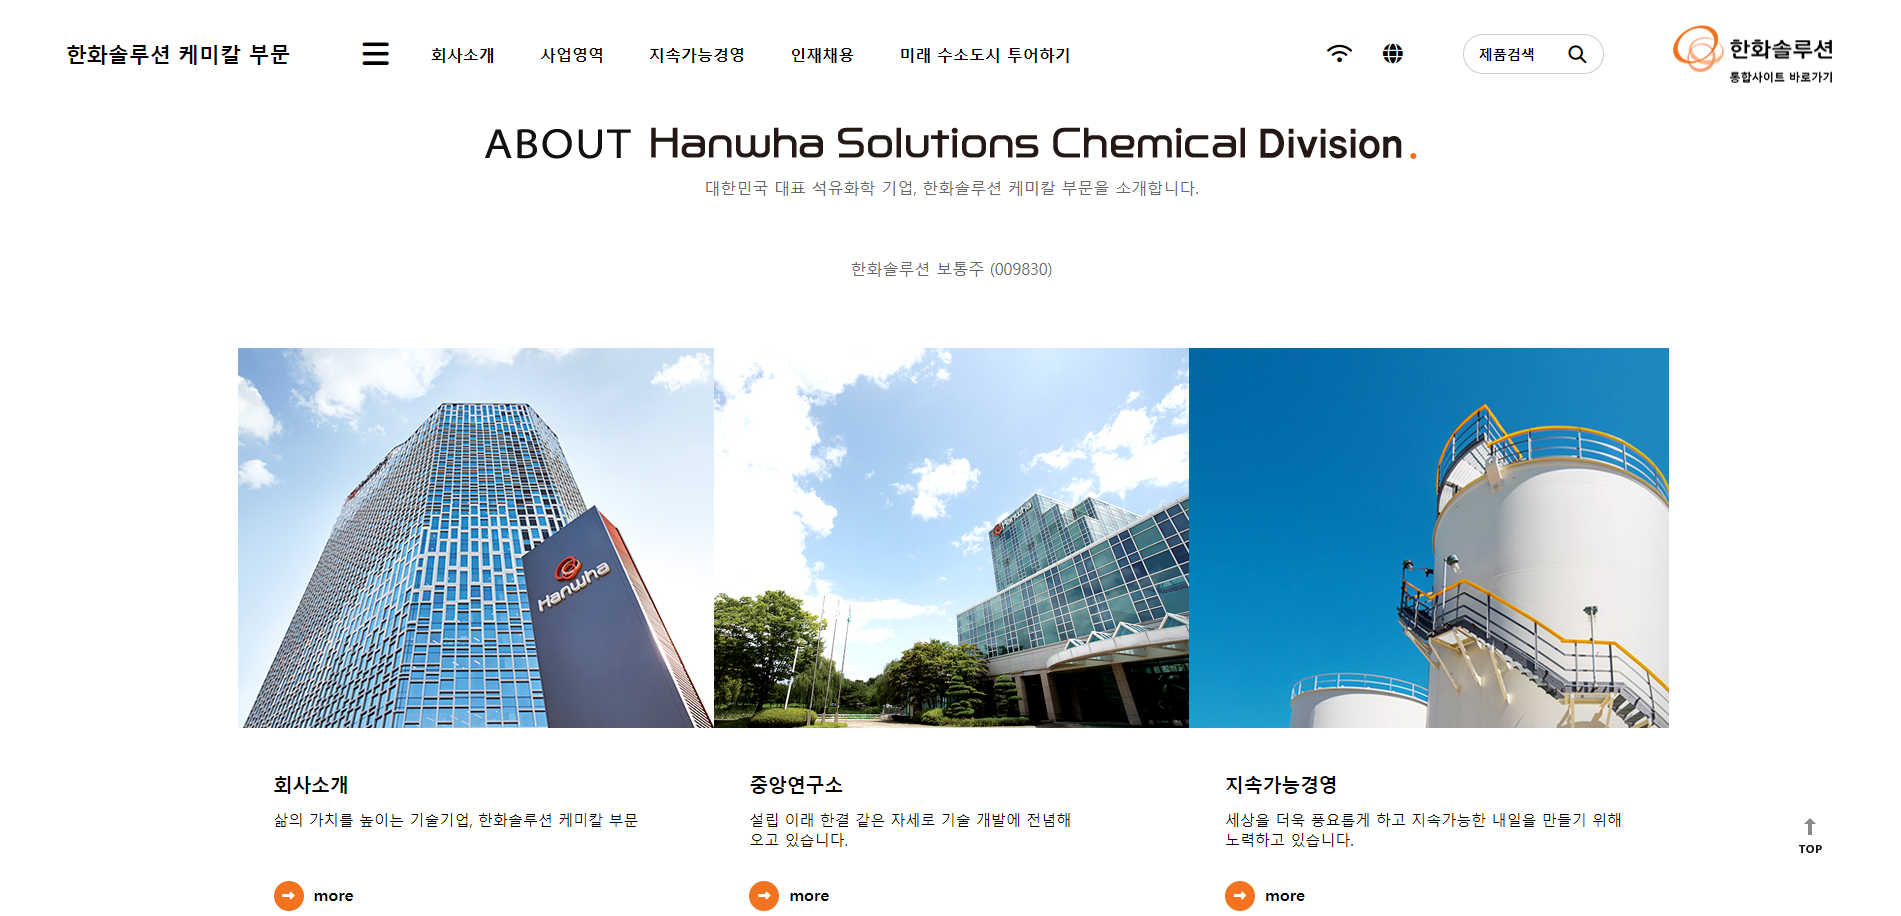 한화솔루션 케미칼 부문
회사소개
사업영역
지속가능경영
인재채용
미래 수소도시 투어하기
제품검색
한화솔루션
통합사이트 바로가기
ABOUT Hanwha Solutions Chemical Division.
대한민국 대표 석유화학 기업, 한화솔루션 케미칼 부문을 소개합니다.
한화솔루션 보통주 (009830)
Hanwha
Hanwha
회사소개
삶의 가치를 높이는 기술기업, 한화솔루션 케미칼 부문
more
중앙연구소
설립 이래 한결 같은 자세로 기술 개발에 전념해
오고 있습니다.
more
지속가능경영
세상을 더욱 풍요롭게 하고 지속가능한 내일을 만들기 위해
노력하고 있습니다.
more
TOP